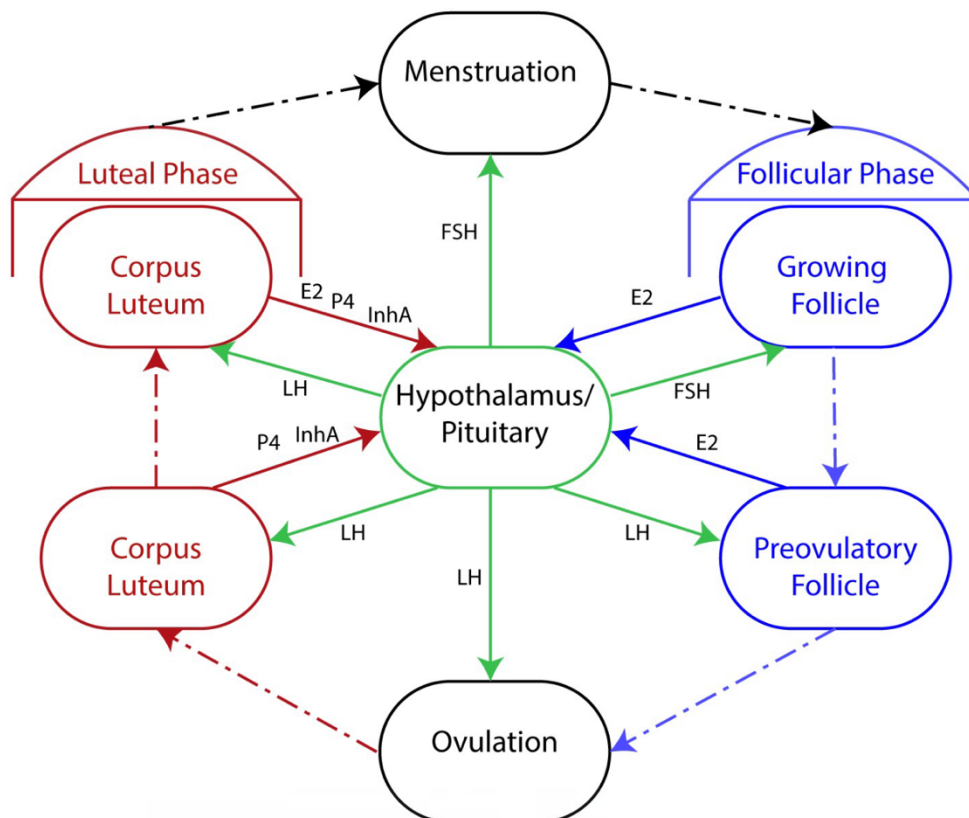 Menstruation
Luteal Phase
Follicular Phase
FSH
Corpus
Luteum
Growing
Follicle
E2
P4
InhA
E2
LH
FSH
Hypothalamus/
Pituitary
P4
InhA
E2
Corpus
Luteum
LH
LH
LH
Preovulatory
Follicle
Ovulation